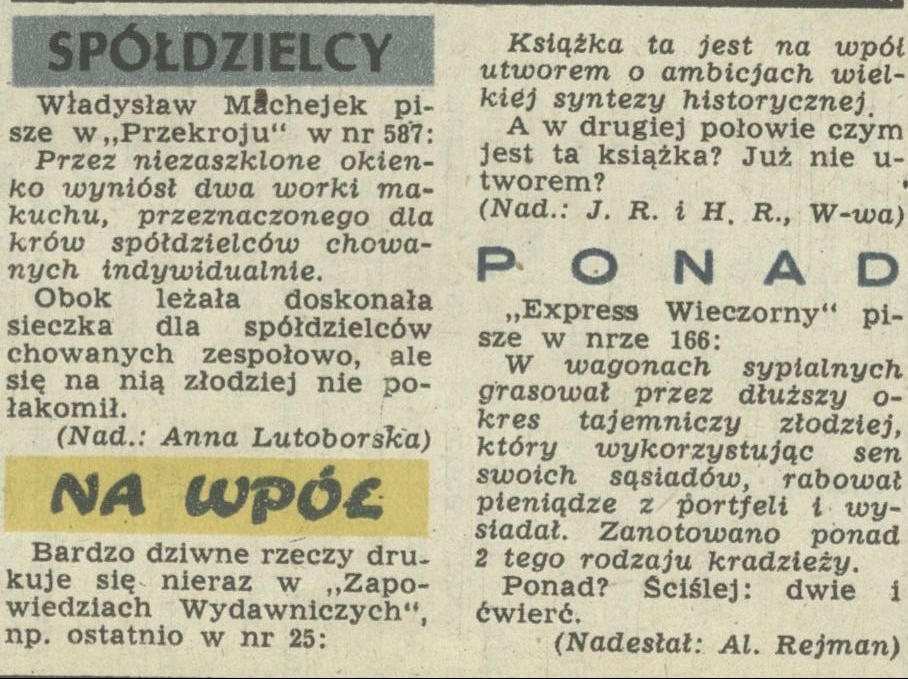 SPÓŁDZIELCY
Władysław Machejek pi-
sze w „Przekroju" w nr 587:
Przez niezaszklone okien-
ko wyniósł dwa worki ma-
kuchu, przeznaczonego dla
krów spółdzielców chowa-
nych indywidualnie.
Obok leżała doskonała
sieczka dla spółdzielców
chowanych zespołowo, ale
się na nią złodziej nie po-
łakomił.
(Nad.: Anna Lutoborska)
NA WPÓŁ
Bardzo dziwne rzeczy dru-
kuje się nieraz w „Zapo-
wiedziach Wydawniczych",
np. ostatnio w nr 25:
Książka ta jest na wpół
utworem o ambicjach wiel-
kiej syntezy historycznej.
A w drugiej połowie czym
jest ta książka? Już nie u-
tworem?
(Nad.: J. R. i H. R., W-wa)
PONAD
„Express Wieczorny" pi-
sze w nrze 166:
W wagonach sypialnych
grasował przez dłuższy o-
kres tajemniczy złodziej,
który wykorzystując sen
swoich sąsiadów, rabował
pieniądze z portfeli i wy-
siadał. Zanotowano ponad
2 tego rodzaju kradzieży.
Ponad? Ściślej: dwie i
ćwierć.
(Nadesłał: Al. Rejman)